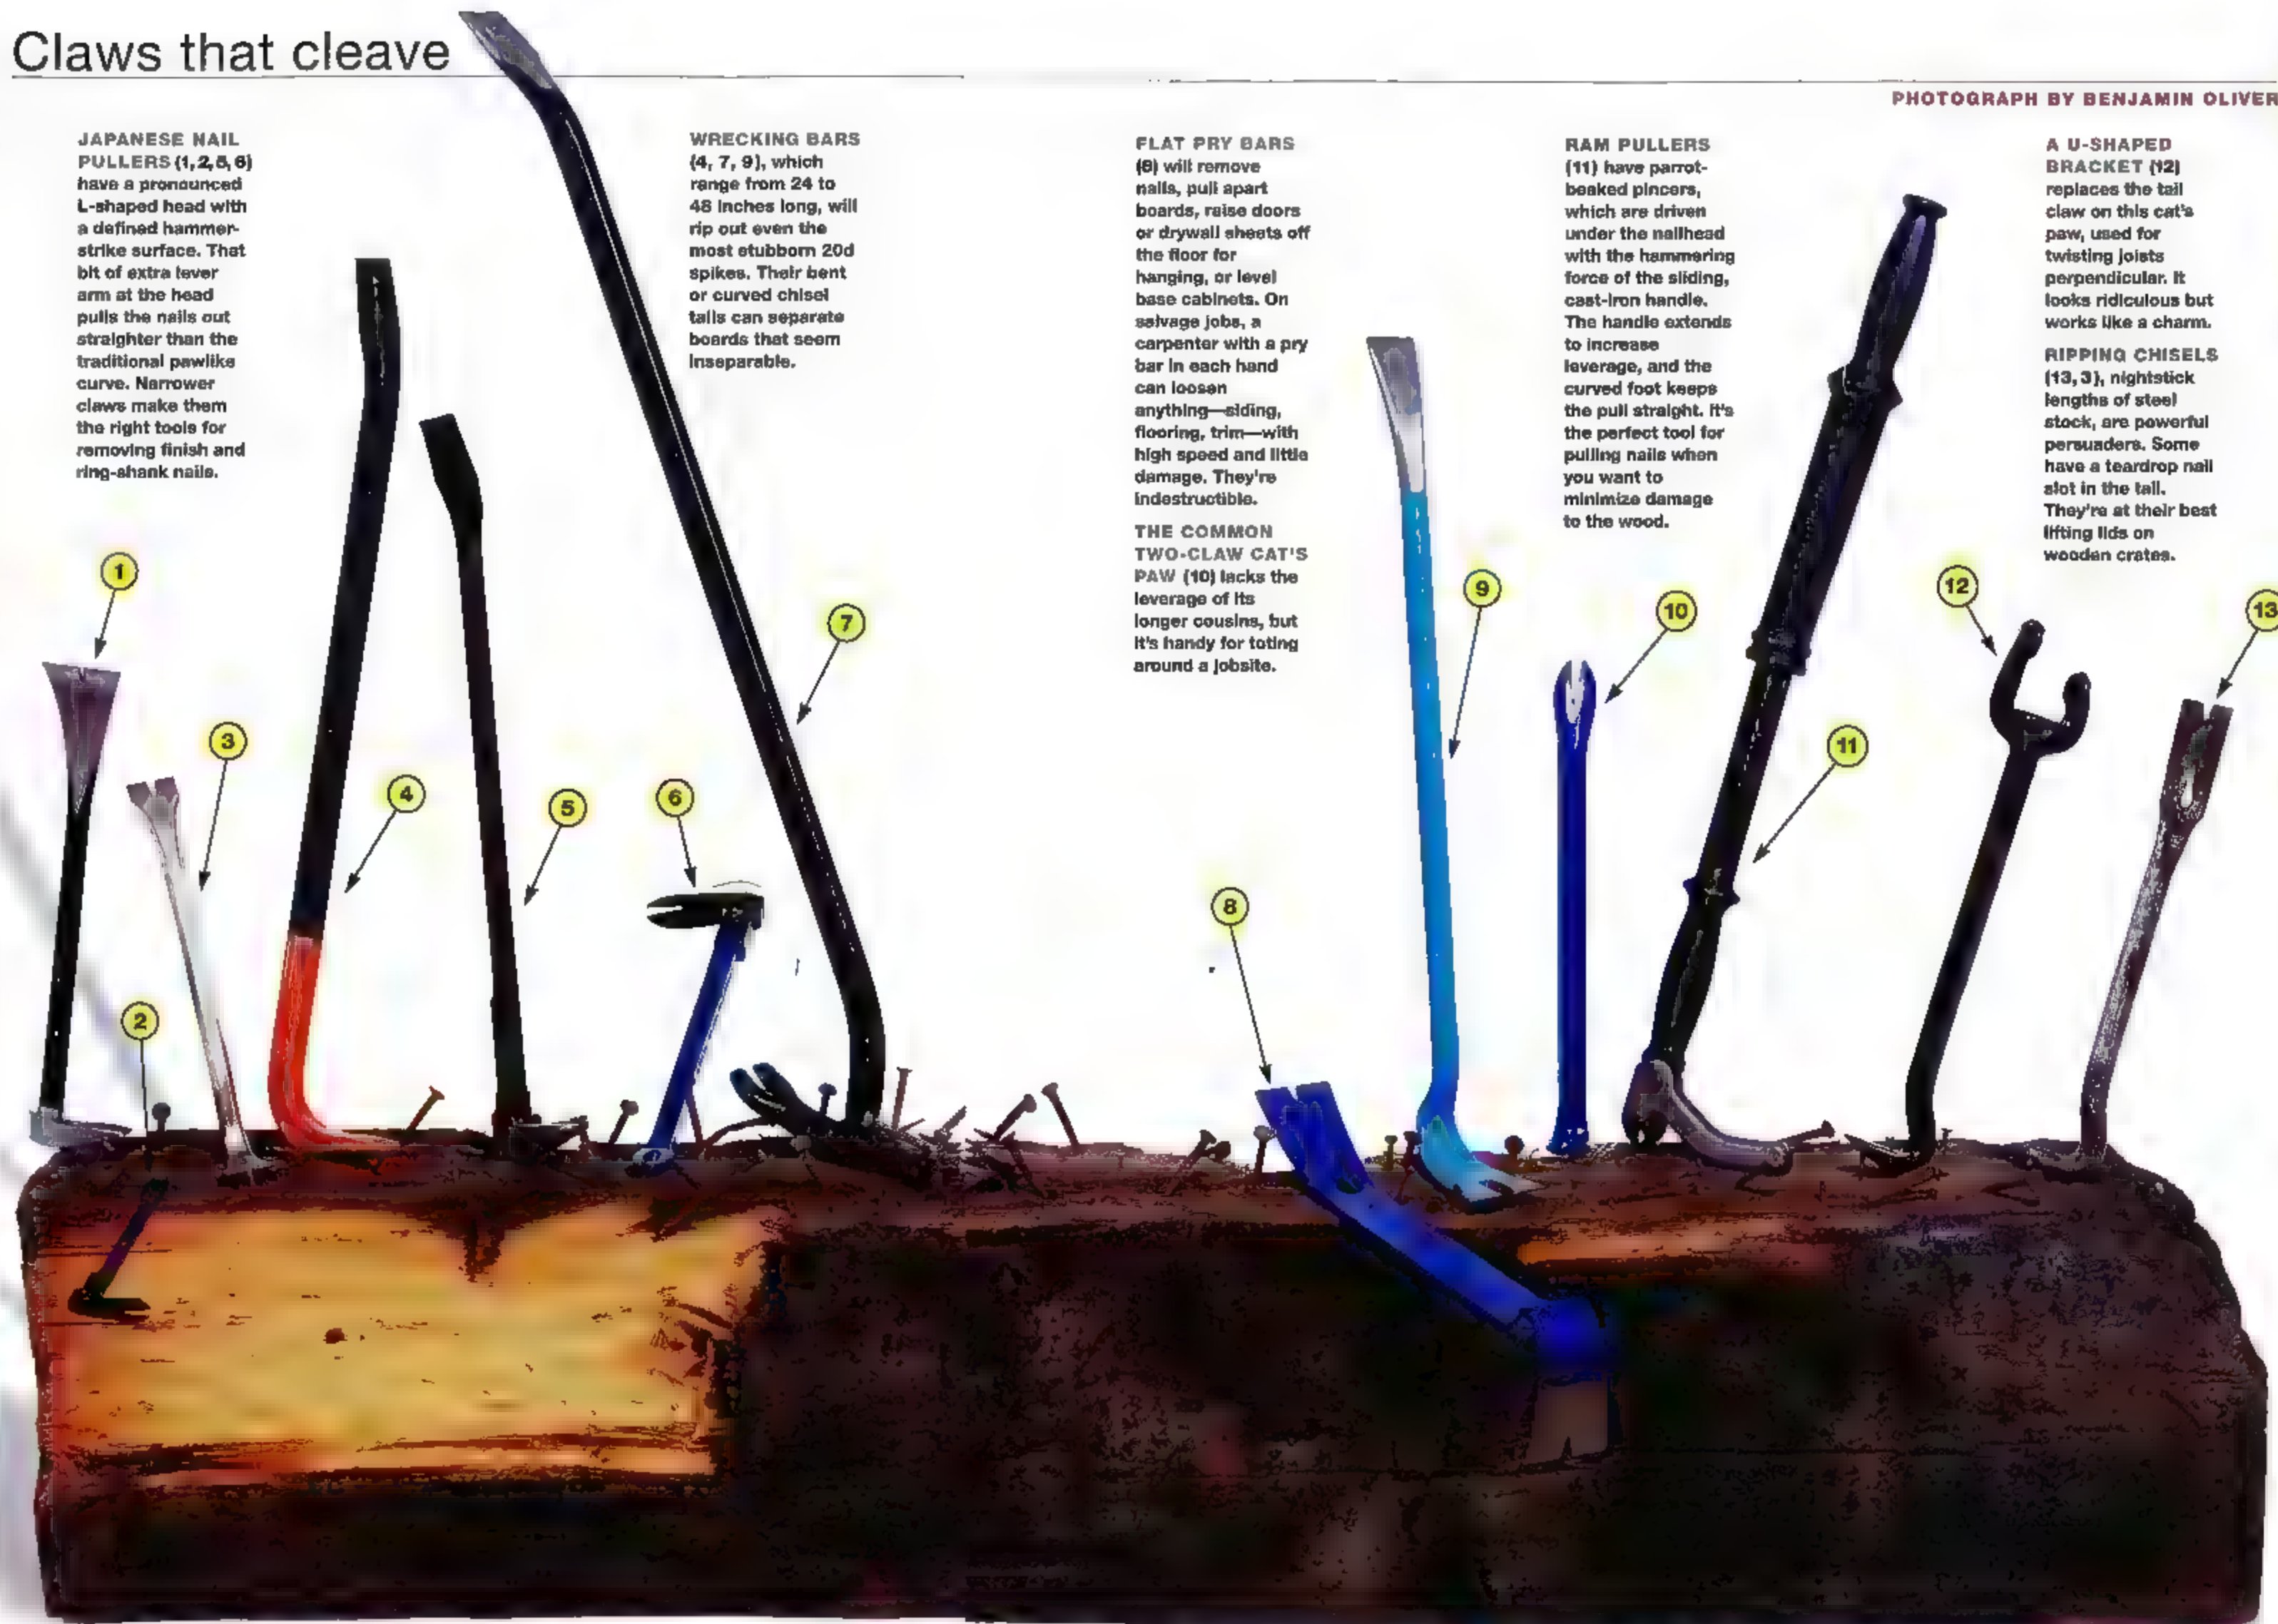 Claws that cleave
PHOTOGRAPH BY BENJAMIN OLIVER
JAPANESE NAIL
PULLERS (1, 2, 5, 6)
have a pronounced
L-shaped head with
a defined hammer-
strike surface. That
bit of extra lever
arm at the head
pulls the nails out
straighter than the
traditional pawlike
curve. Narrower
claws make them
the right tools for
removing finish and
ring-shank nails.
WRECKING BARS
(4, 7, 9), which
range from 24 to
48 inches long, will
rip out even the
most stubborn 20d
spikes. Their bent
or curved chisel
tails can separate
boards that seem
inseparable.
FLAT PRY BARS
(8) will remove
nails, pull apart
boards, raise doors
or drywall sheets off
the floor for
hanging, or level
base cabinets. On
salvage jobs, a
carpenter with a pry
bar in each hand
can loosen
anything—siding,
flooring, trim—with
high speed and little
damage. They're
indestructible.
THE COMMON
TWO-CLAW CAT'S
PAW (10) lacks the
leverage of its
longer cousins, but
it's handy for toting
around a jobsite.
RAM PULLERS
(11) have parrot-
beaked pincers,
which are driven
under the nailhead
with the hammering
force of the sliding,
cast-iron handle.
The handle extends
to increase
leverage, and the
curved foot keeps
the pull straight. It's
the perfect tool for
pulling nails when
you want to
minimize damage
to the wood.
A U-SHAPED
BRACKET (12)
replaces the tail
claw on this cat's
paw, used for
twisting joists
perpendicular. It
looks ridiculous but
works like a charm.
RIPPING CHISELS
(13, 3), nightstick
lengths of steel
stock, are powerful
persuaders. Some
have a teardrop nail
slot in the tail.
They're at their best
lifting lids on
wooden crates.
1
2
3
4
5
6
7
8
9
10
11
12
13